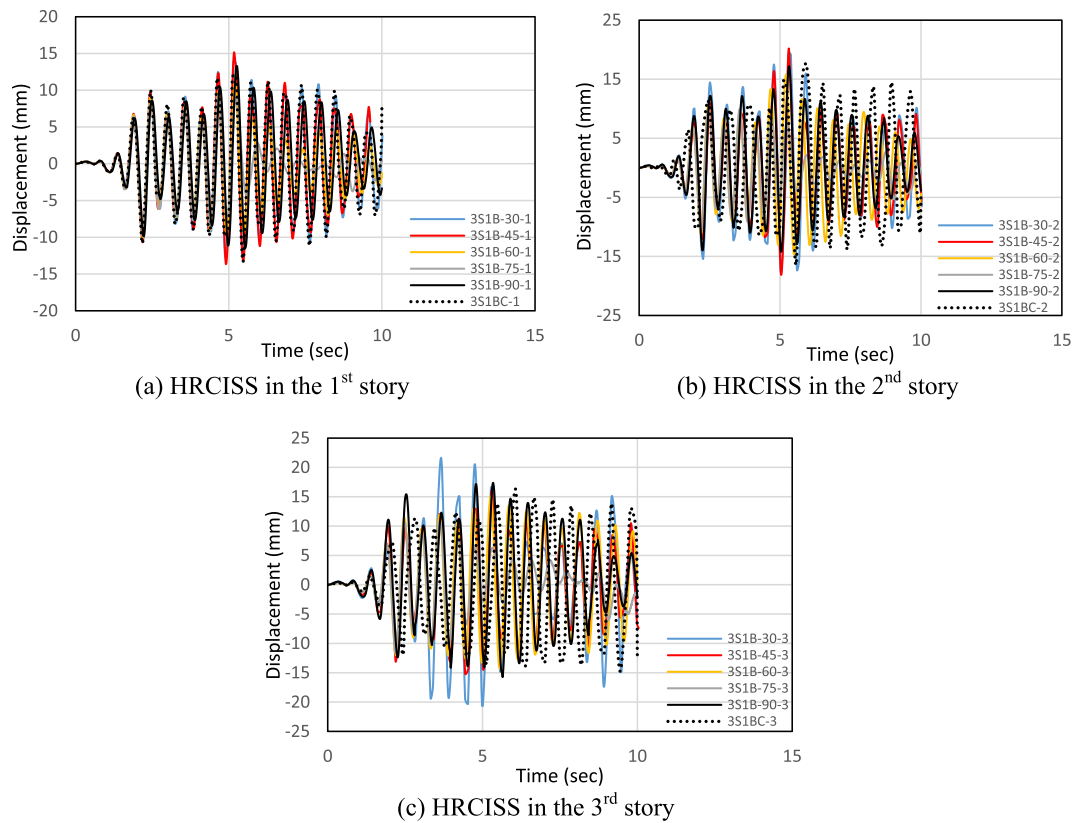 20
15
10
5
0
-5
-10
-15
-20
Displacement (mm)
0
5
10
15
Time (sec)
3S1B-30-1
3S1B-45-1
3S1B-60-1
3S1B-75-1
3S1B-90-1
3S1BC-1
(a) HRCISS in the 1st story
25
15
5
-5
-15
-25
Displacement (mm)
0
5
10
15
Time (sec)
3S1B-30-2
3S1B-45-2
3S1B-60-2
3S1B-75-2
3S1B-90-2
3S1BC-2
(b) HRCISS in the 2nd story
25
20
15
10
5
0
-5
-10
-15
-20
-25
Displacement (mm)
0
5
10
15
Time (sec)
3S1B-30-3
3S1B-45-3
3S1B-60-3
3S1B-75-3
3S1B-90-3
3S1BC-3
(c) HRCISS in the 3rd story